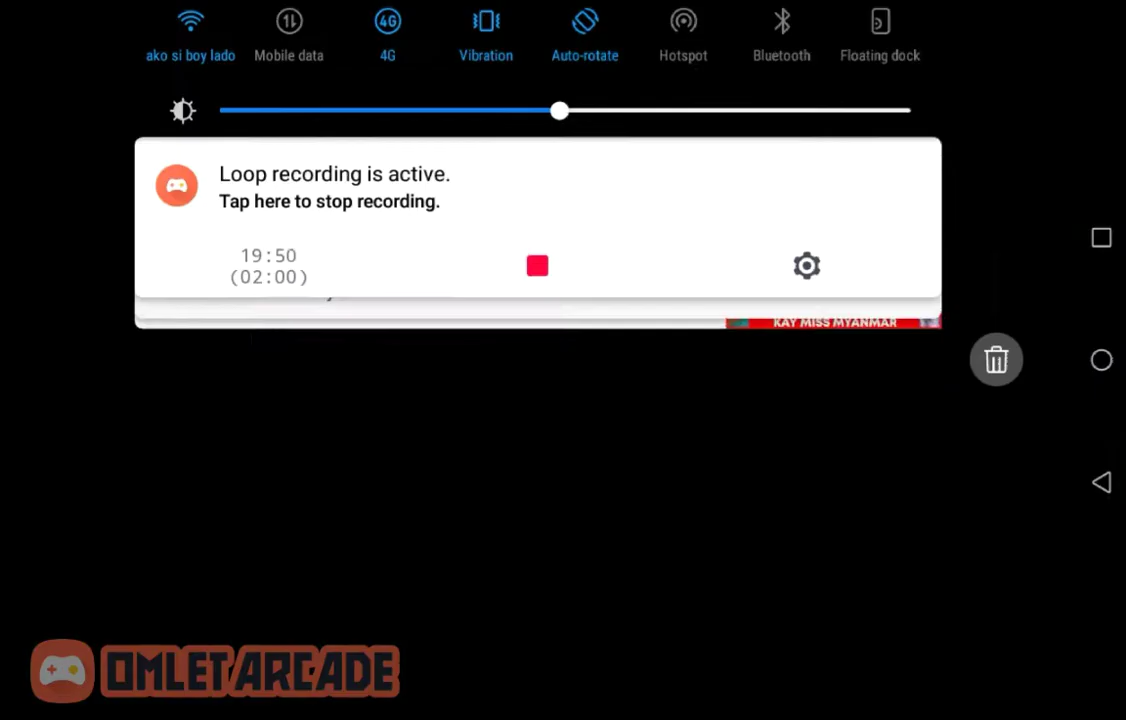 ako si boy lado Mobile data 4G Vibration Auto-rotate Hotspot Bluetooth Floating dock
Loop recording is active.
Tap here to stop recording.
19:50
(02:00)
KAY MISS MYANMAR
OMLET ARCADE